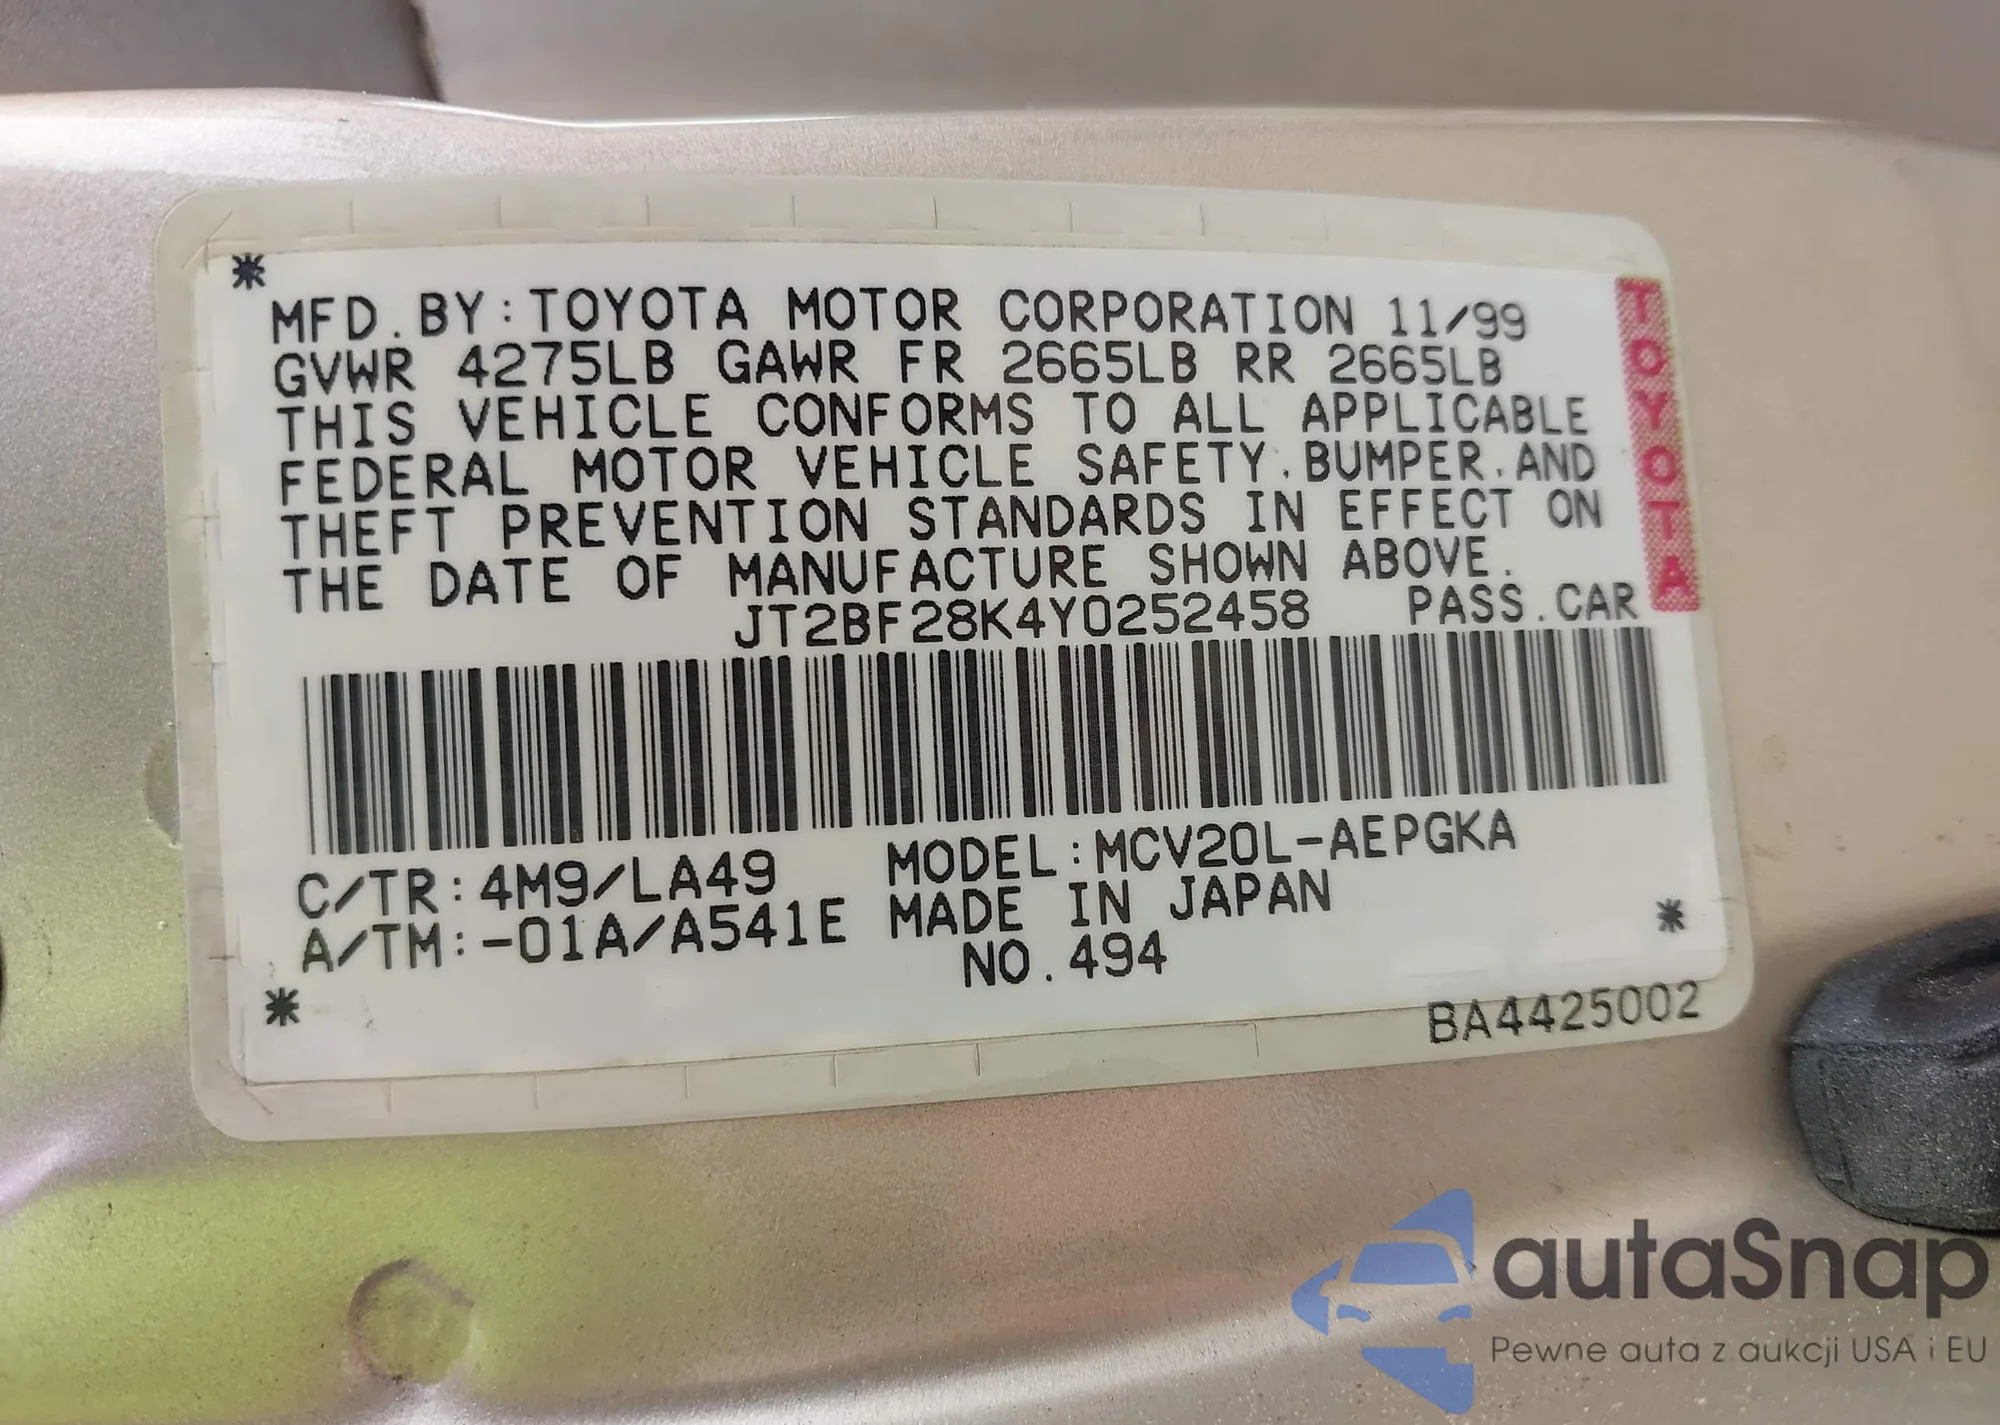 *
MFD.BY:TOYOTA MOTOR CORPORATION 11/99
GVWR 4275LB GAWR FR 2665LB RR 2665LB
THIS VEHICLE CONFORMS TO ALL APPLICABLE
FEDERAL MOTOR VEHICLE SAFETY,BUMPER,AND
THEFT PREVENTION STANDARDS IN EFFECT ON
THE DATE OF MANUFACTURE SHOWN ABOVE.
JT2BF28K4Y0252458 PASS.CAR
TOYOTA
C/TR:4M9/LA49 MODEL:MCV20L-AEPGKA
A/TM:-01A/A541E MADE IN JAPAN
*
NO.494
*
BA4425002
autaSnap
Pewne auta z aukcji USA i EU